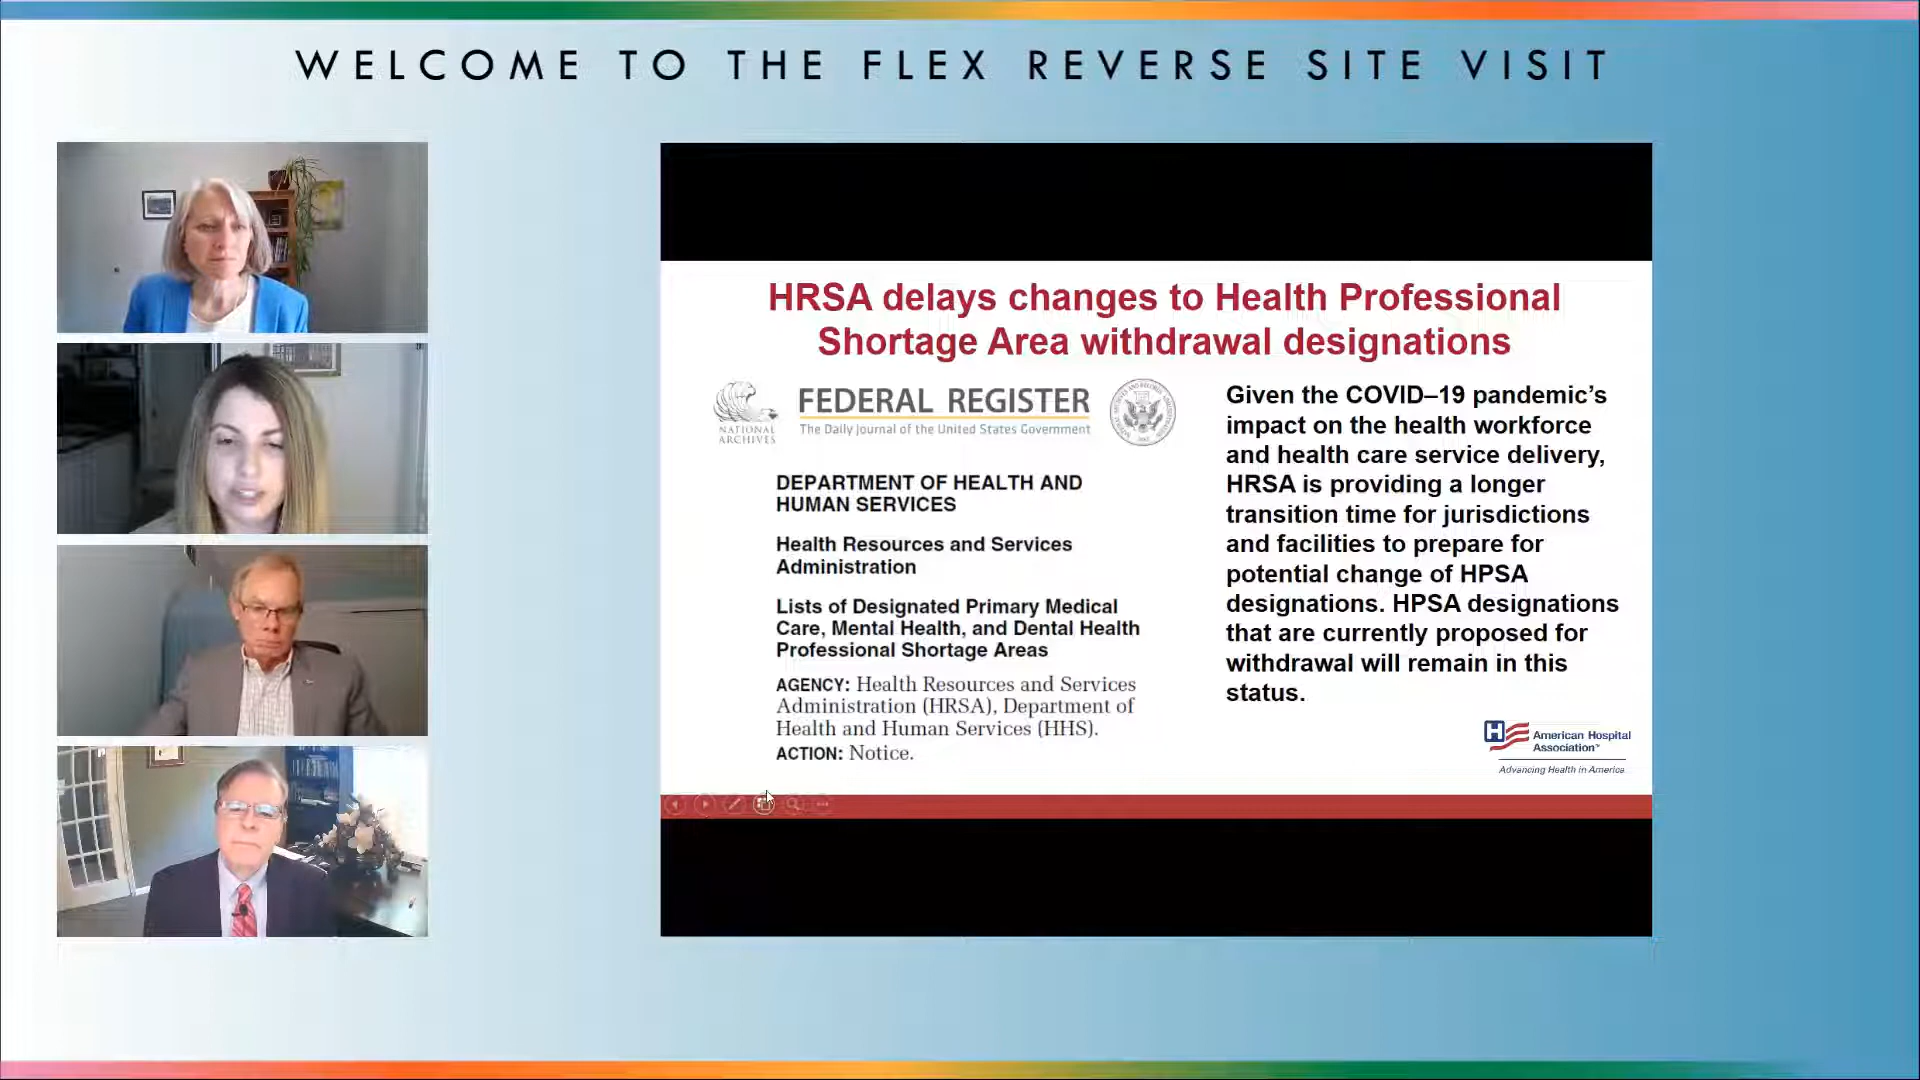 WELCOME TO THE FLEX REVERSE SITE VISIT
HRSA delays changes to Health Professional
Shortage Area withdrawal designations
NATIONAL
ARCHIVES
FEDERAL REGISTER
The Daily Journal of the United States Government
DEPARTMENT OF HEALTH AND
HUMAN SERVICES
Health Resources and Services
Administration
Lists of Designated Primary Medical
Care, Mental Health, and Dental Health
Professional Shortage Areas
AGENCY: Health Resources and Services
Administration (HRSA), Department of
Health and Human Services (HHS).
ACTION: Notice.
Given the COVID–19 pandemic’s
impact on the health workforce
and health care service delivery,
HRSA is providing a longer
transition time for jurisdictions
and facilities to prepare for
potential change of HPSA
designations. HPSA designations
that are currently proposed for
withdrawal will remain in this
status.
H
American Hospital
Association™
Advancing Health in America